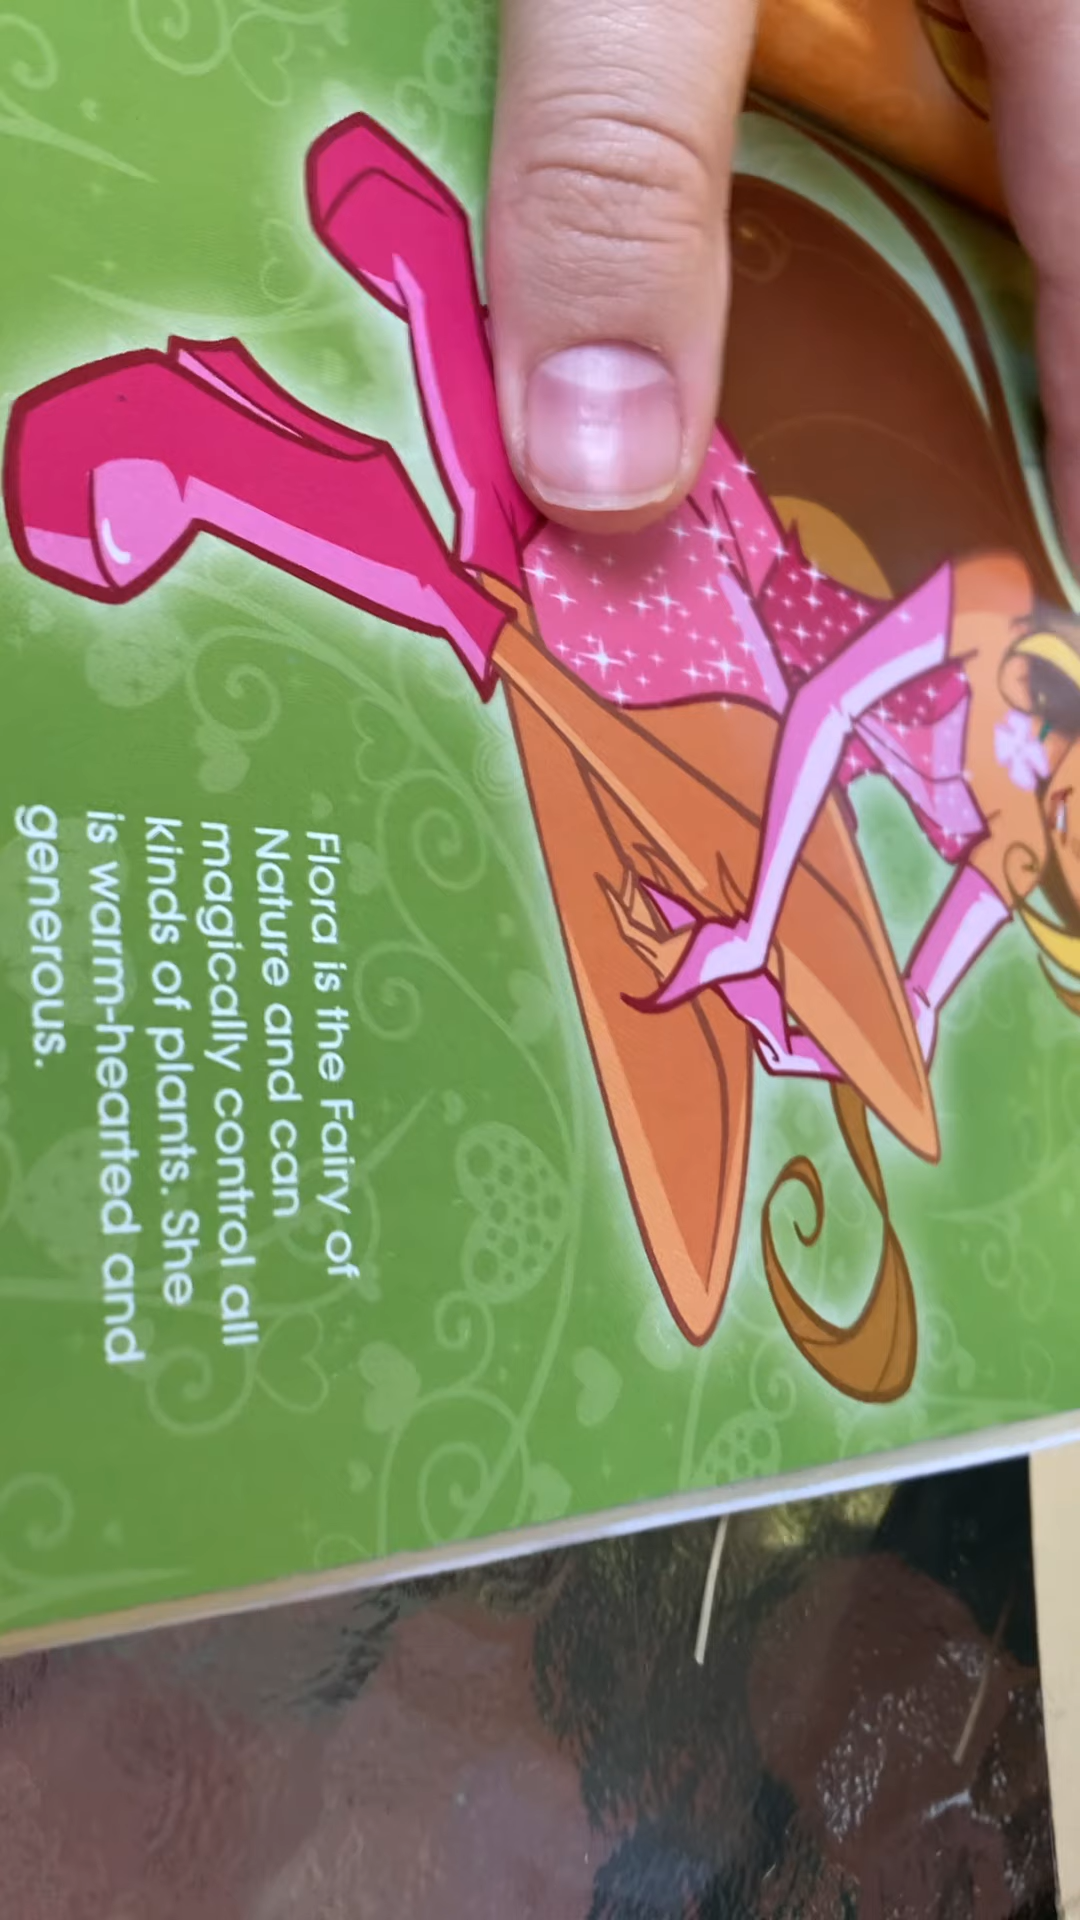 Flora is the Fairy of
Nature and can
magically control all
kinds of plants. She
is warm-hearted and
generous.